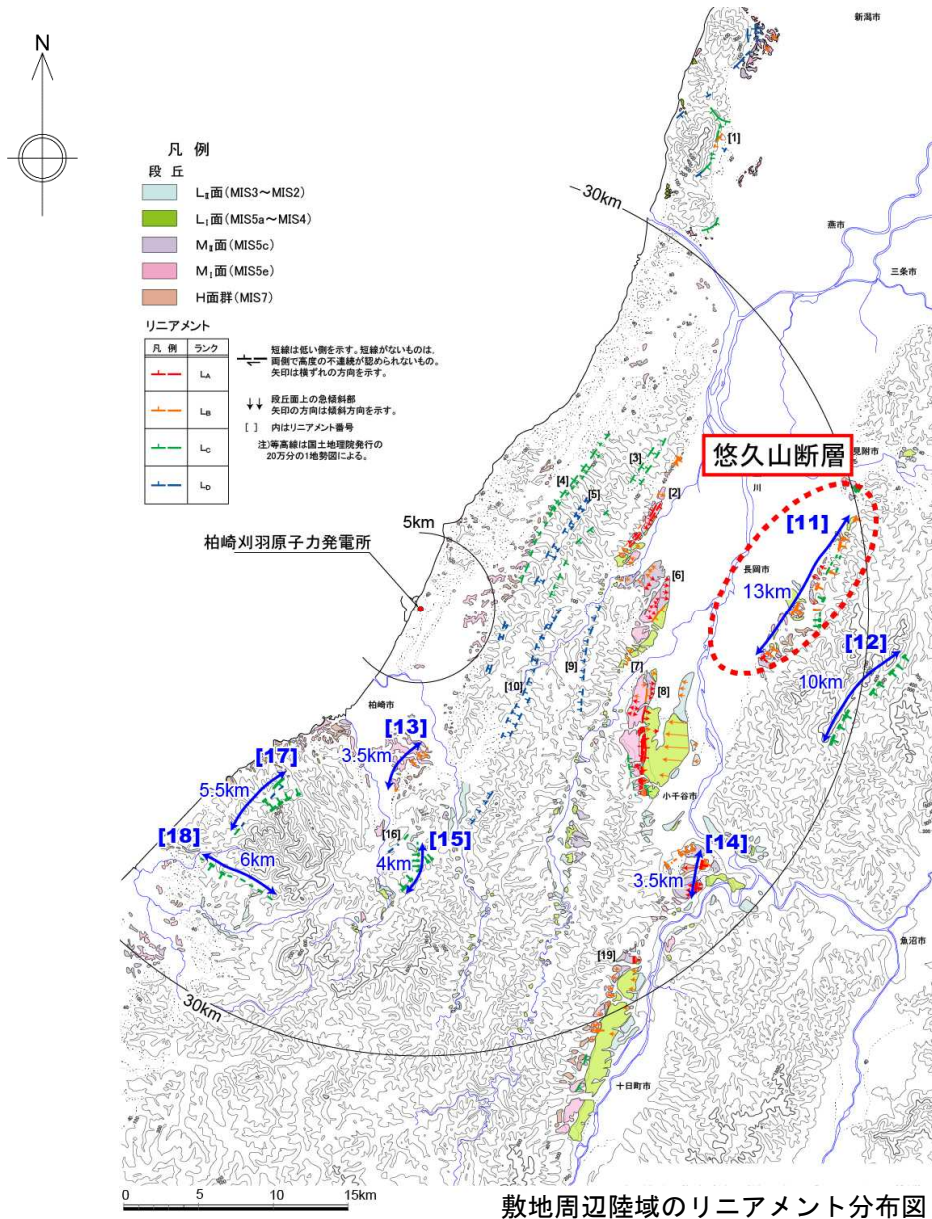 N
新潟市
凡 例
段 丘
LⅡ面(MIS3～MIS2)
LⅠ面(MIS5a～MIS4)
MⅡ面(MIS5c)
MⅠ面(MIS5e)
H面群(MIS7)
リニアメント
凡 例 ランク
LA
LB
LC
LD
短線は低い側を示す。短線がないものは、
両側で高度の不連続が認められないもの。
矢印は横ずれの方向を示す。
段丘面上の急傾斜部
矢印の方向は傾斜方向を示す。
[ ] 内はリニアメント番号
注)等高線は国土地理院発行の
20万分の1地勢図による。
[1]
30km
燕市
三条市
悠久山断層
見附市
川
[3]
[4]
[5]
[2]
[11]
5km
柏崎刈羽原子力発電所
長岡市
13km
[6]
[12]
10km
[7]
[8]
[9]
[10]
柏崎市
[13]
3.5km
[17]
5.5km
小千谷市
[18]
6km
[16]
[15]
4km
[14]
3.5km
魚沼市
[19]
30km
十日町市
0 5 10 15km
敷地周辺陸域のリニアメント分布図